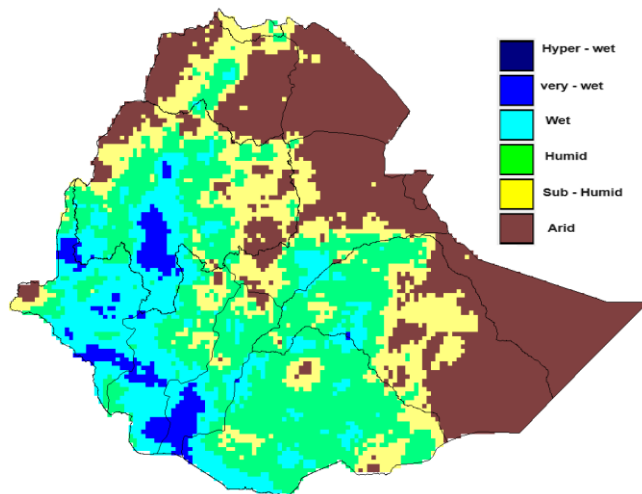 Hyper - wet
very - wet
Wet
Humid
Sub - Humid
Arid